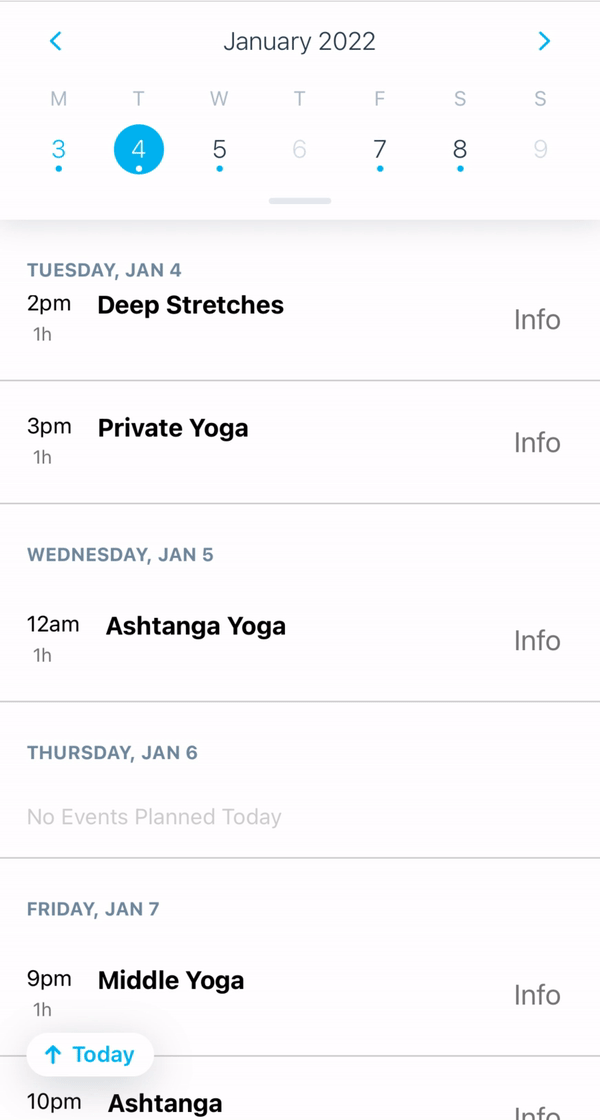 January 2022
M T W T F S S
3 4 5 6 7 8 9
TUESDAY, JAN 4
2pm Deep Stretches
Info
1h
3pm Private Yoga
Info
1h
WEDNESDAY, JAN 5
12am Ashtanga Yoga
Info
1h
THURSDAY, JAN 6
No Events Planned Today
FRIDAY, JAN 7
9pm Middle Yoga
Info
1h
Today
10pm Ashtanga
Info